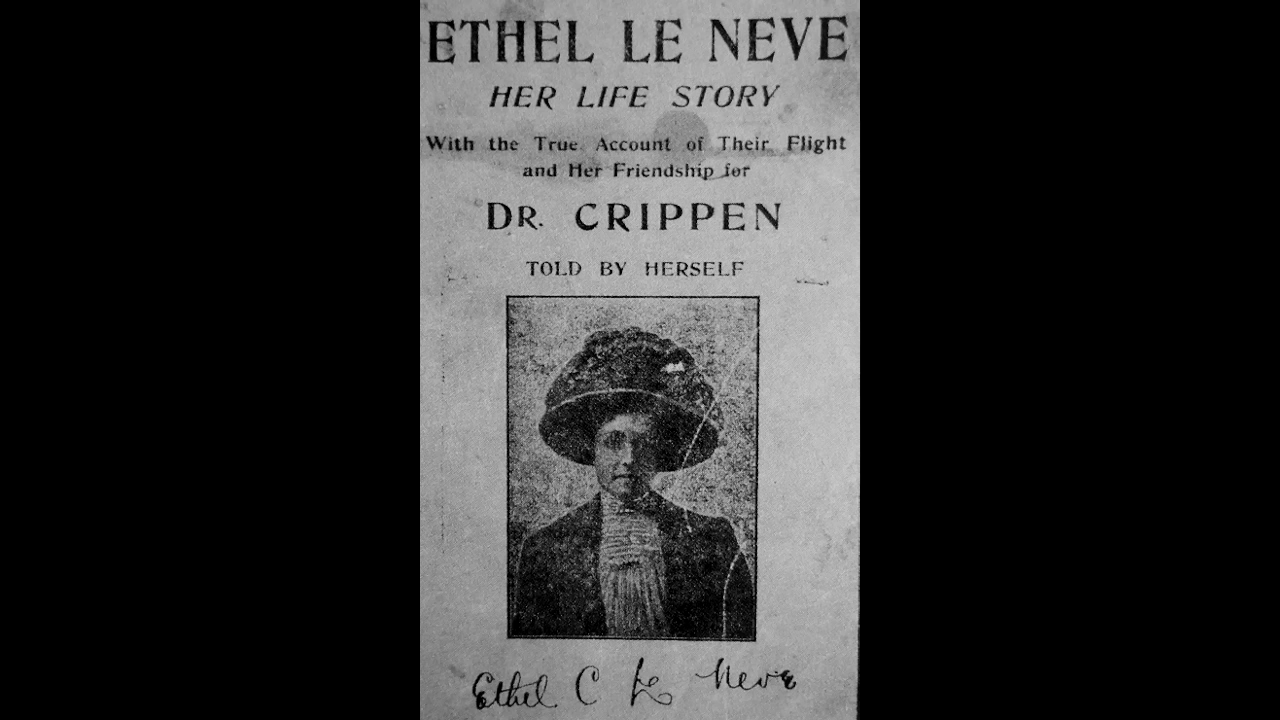 ETHEL LE NEVE
HER LIFE STORY
With the True Account of Their Flight
and Her Friendship for
DR. CRIPPEN
TOLD BY HERSELF
Ethel C Le Neve